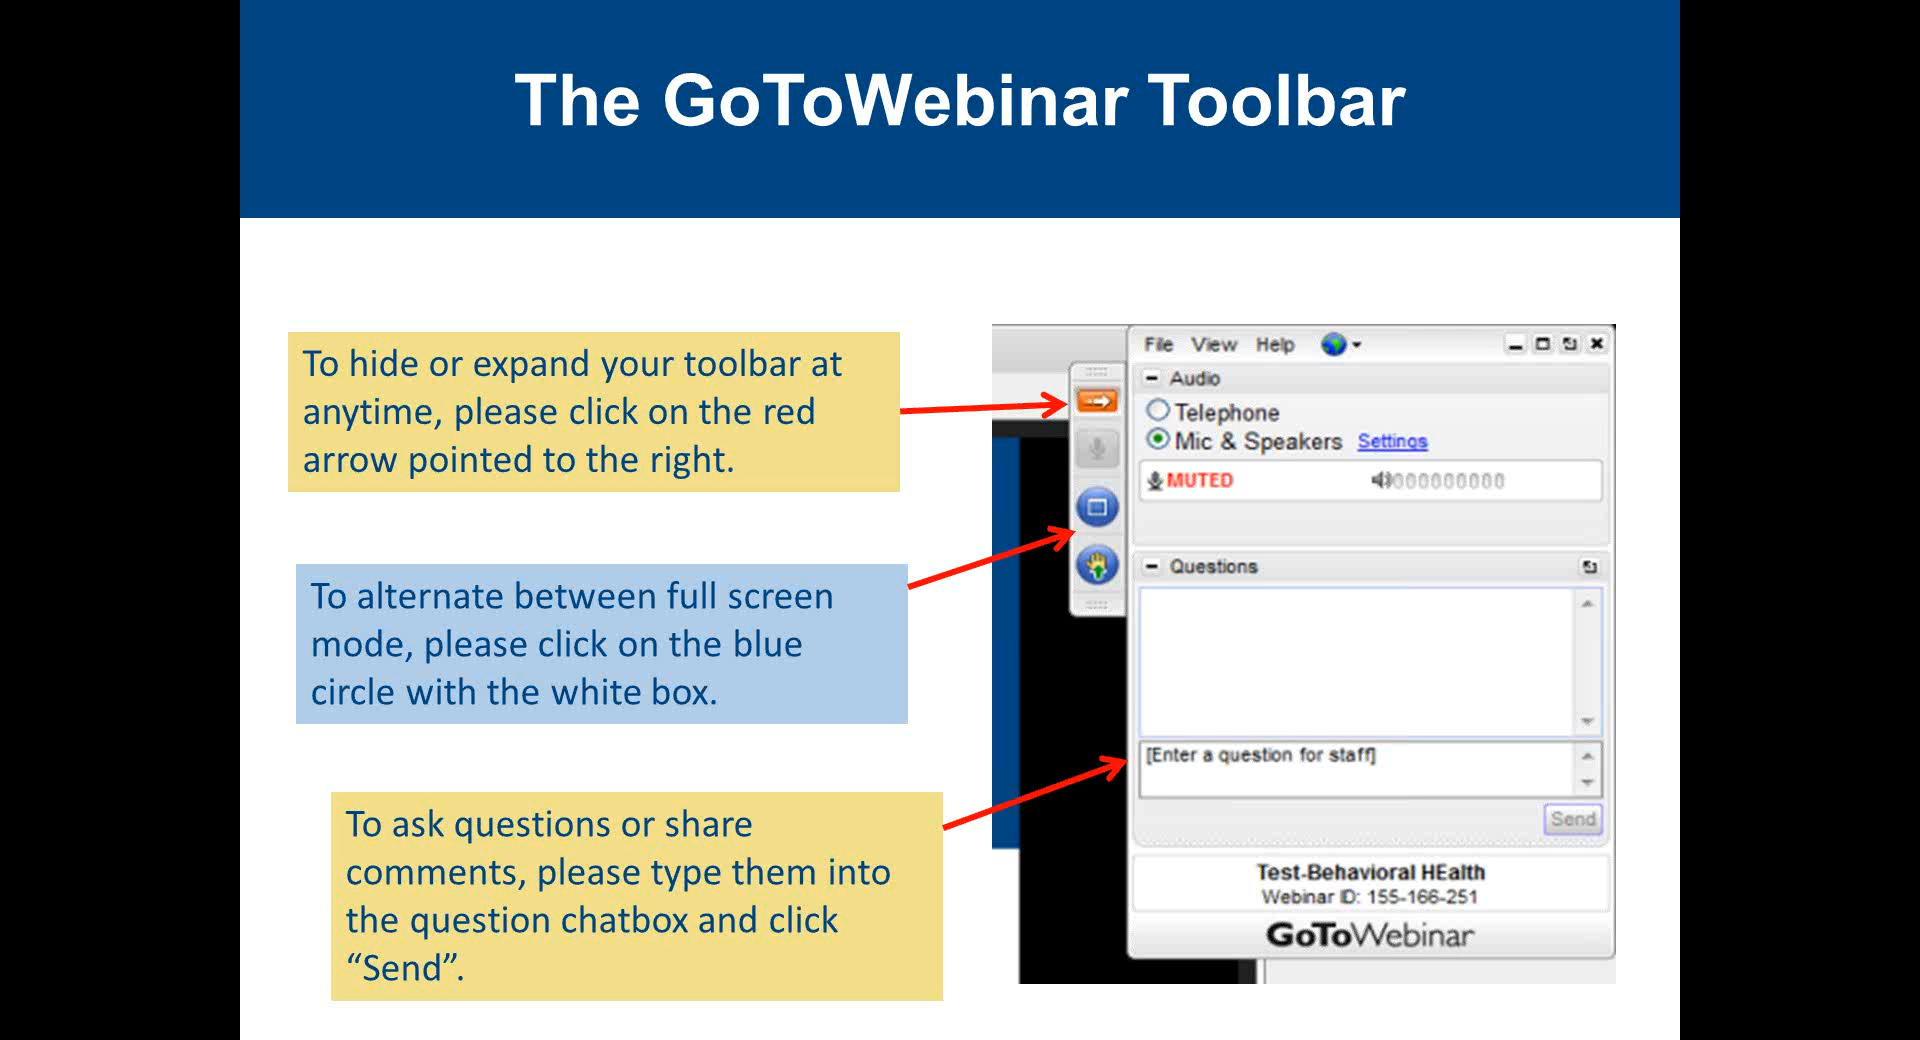 The GoToWebinar Toolbar
To hide or expand your toolbar at
anytime, please click on the red
arrow pointed to the right.
To alternate between full screen
mode, please click on the blue
circle with the white box.
To ask questions or share
comments, please type them into
the question chatbox and click
“Send”.
File View Help
Audio
Telephone
Mic & Speakers Settings
MUTED
Questions
[Enter a question for staff]
Send
Test-Behavioral HEalth
Webinar ID: 155-166-251
GoToWebinar